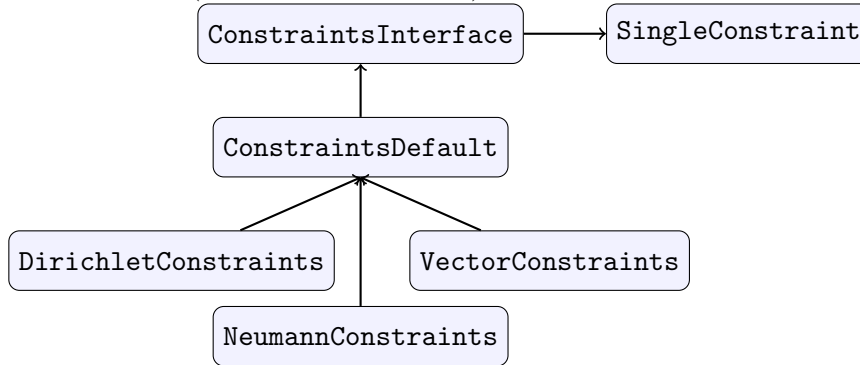 ConstraintsInterface
SingleConstraint
ConstraintsDefault
DirichletConstraints
VectorConstraints
NeumannConstraints